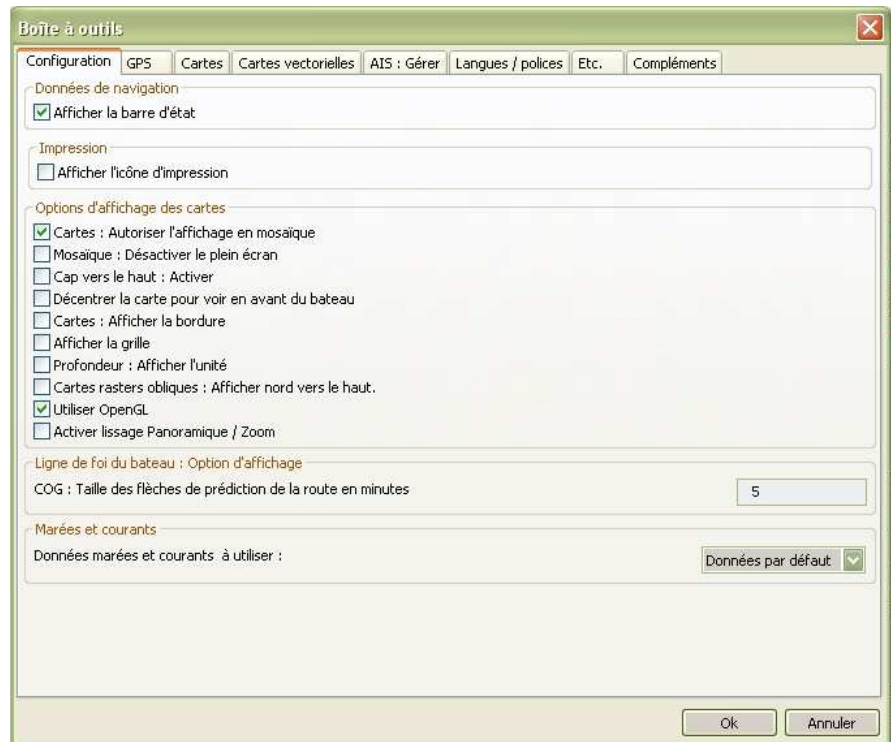 Boîte à outils
Configuration GPS Cartes Cartes vectorielles AIS : Gérer Langues / polices Etc. Compléments
Données de navigation
Afficher la barre d'état
Impression
Afficher l'icône d'impression
Options d'affichage des cartes
Cartes : Autoriser l'affichage en mosaïque
Mosaïque : Désactiver le plein écran
Cap vers le haut : Activer
Décentrer la carte pour voir en avant du bateau
Cartes : Afficher la bordure
Afficher la grille
Profondeur : Afficher l'unité
Cartes rasters obliques : Afficher nord vers le haut.
Utiliser OpenGL
Activer lissage Panoramique / Zoom
Ligne de foi du bateau : Option d'affichage
COG : Taille des flèches de prédiction de la route en minutes 5
Marées et courants
Données marées et courants à utiliser : Données par défaut
Ok Annuler